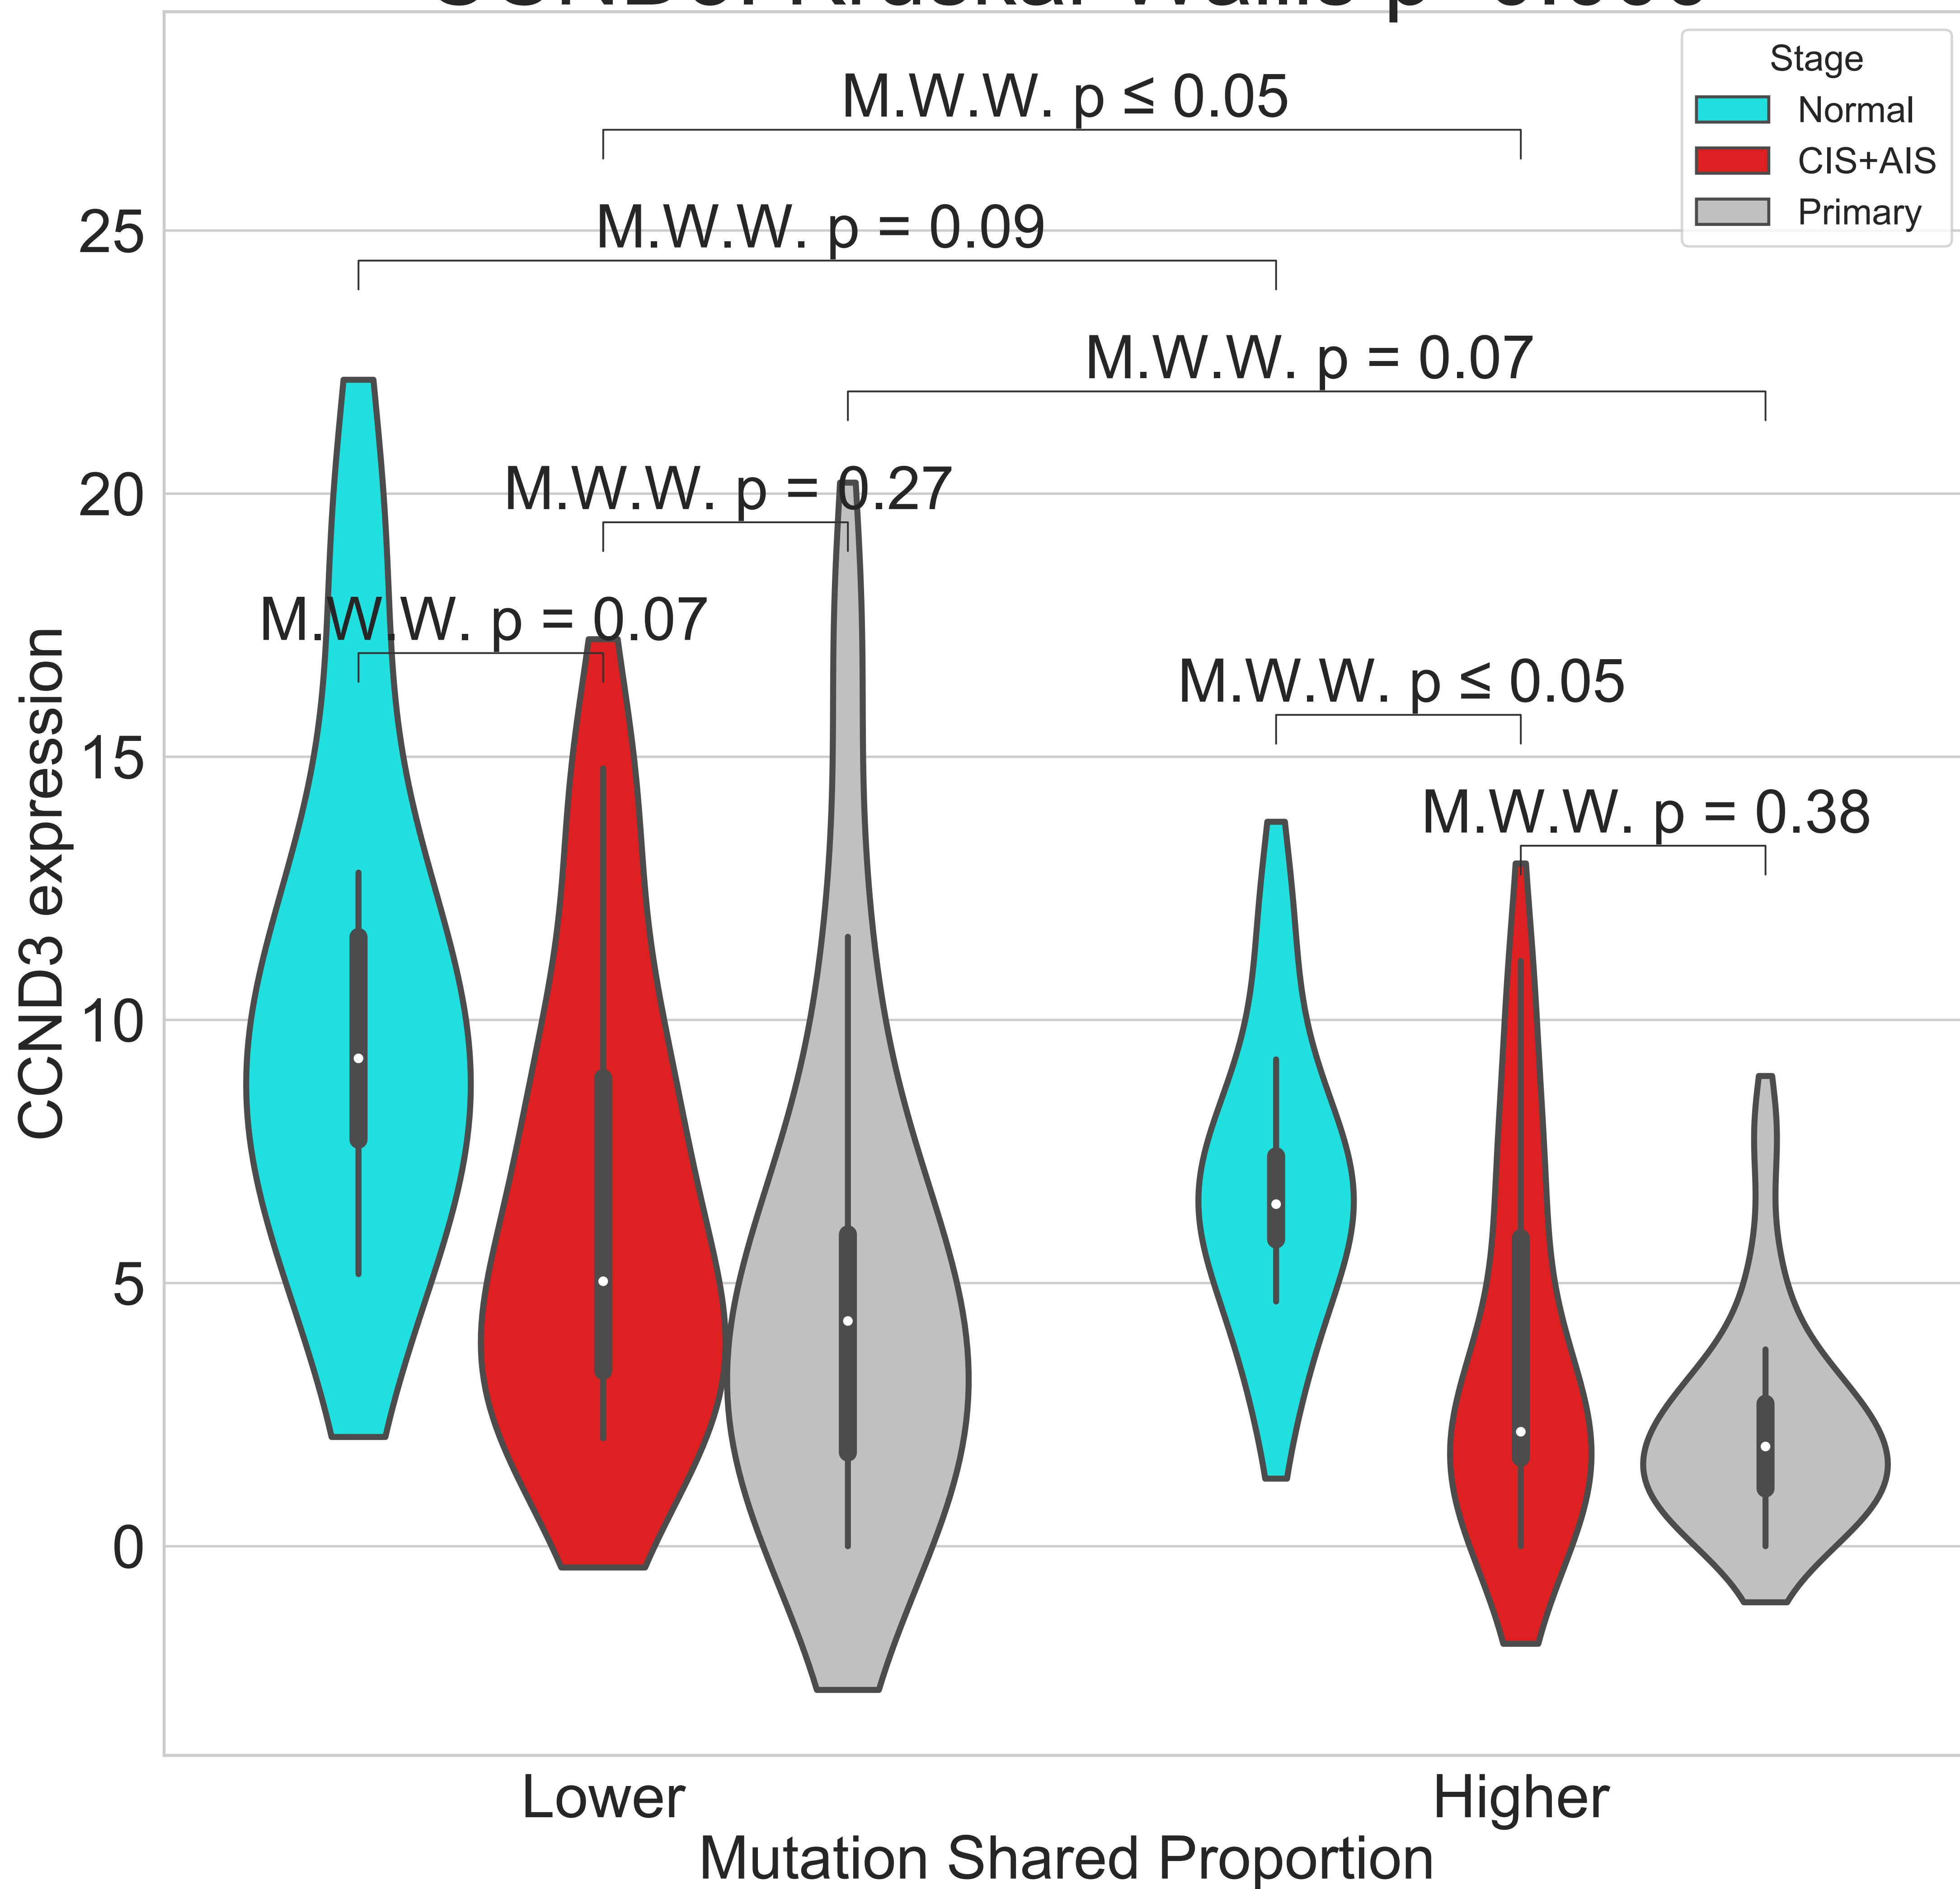 Stage
Normal
CIS+AIS
Primary
M.W.W. p ≤ 0.05
M.W.W. p = 0.09
M.W.W. p = 0.07
M.W.W. p = 0.27
M.W.W. p = 0.07
M.W.W. p ≤ 0.05
M.W.W. p = 0.38
CCND3 expression
25
20
15
10
5
0
Lower
Higher
Mutation Shared Proportion